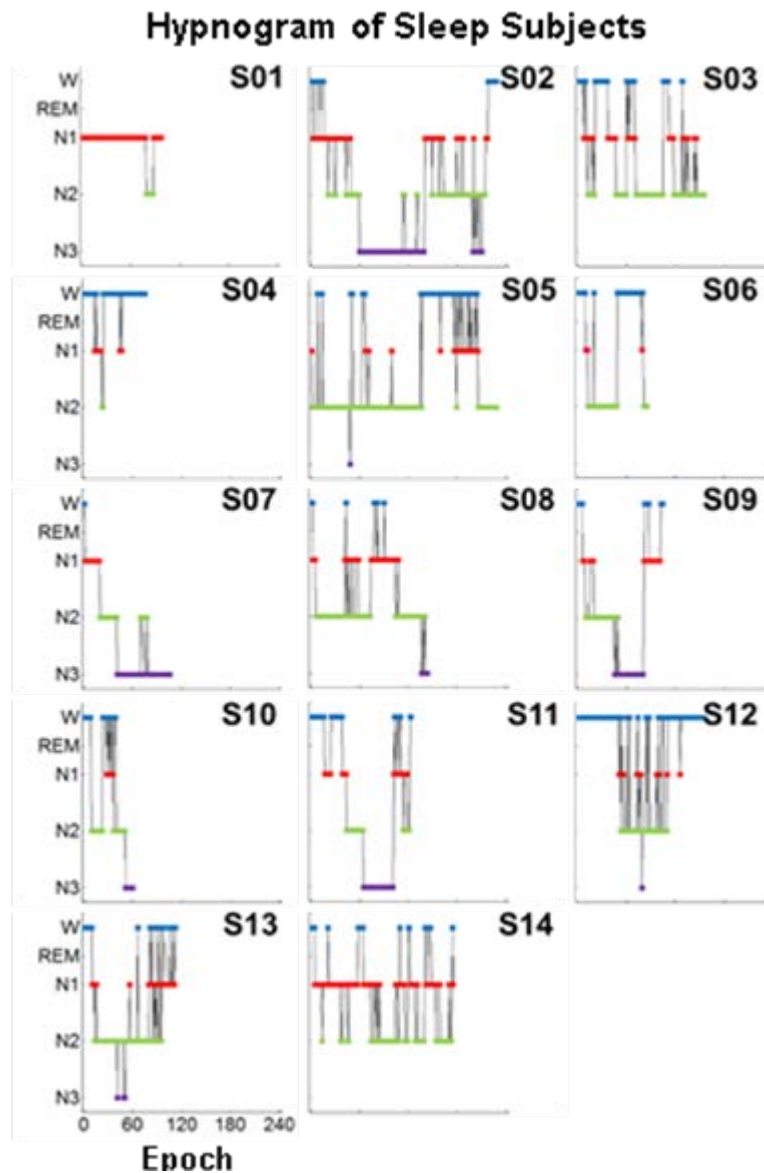 Hypnogram of Sleep Subjects
W
REM
N1
N2
N3
S01
S02
S03
W
REM
N1
N2
N3
S04
S05
S06
W
REM
N1
N2
N3
S07
S08
S09
W
REM
N1
N2
N3
S10
S11
S12
W
REM
N1
N2
N3
S13
S14
0 60 120 180 240
Epoch